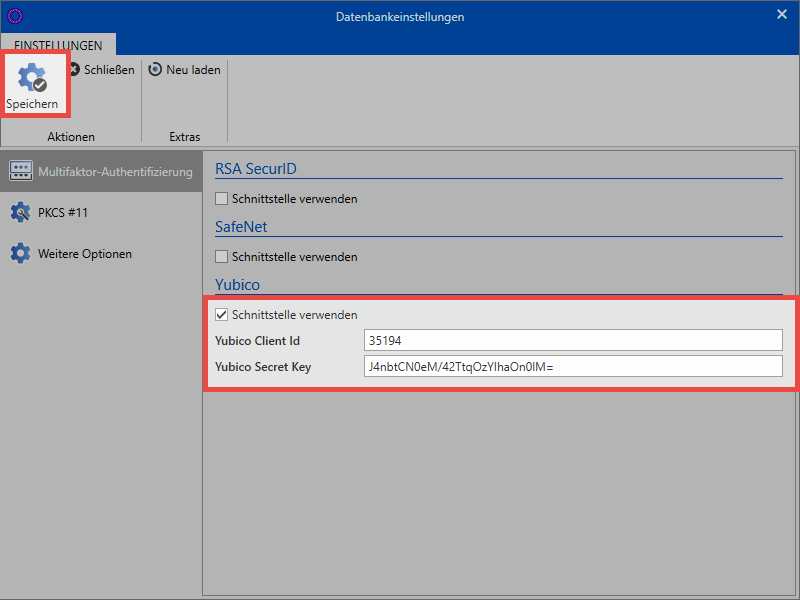 Datenbankeinstellungen
EINSTELLUNGEN
Speichern
Schließen
Neu laden
Aktionen
Extras
Multifaktor-Authentifizierung
PKCS #11
Weitere Optionen
RSA SecurID
Schnittstelle verwenden
SafeNet
Schnittstelle verwenden
Yubico
Schnittstelle verwenden
Yubico Client Id
35194
Yubico Secret Key
J4nbtCN0eM/42TtqOzYlhaOn0IM=